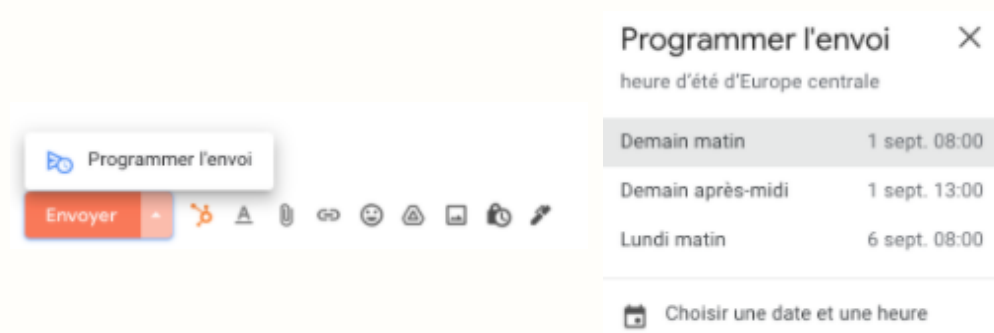 Programmer l'envoi
Envoyer
Programmer l'envoi
heure d'été d'Europe centrale
Demain matin 1 sept. 08:00
Demain après-midi 1 sept. 13:00
Lundi matin 6 sept. 08:00
Choisir une date et une heure